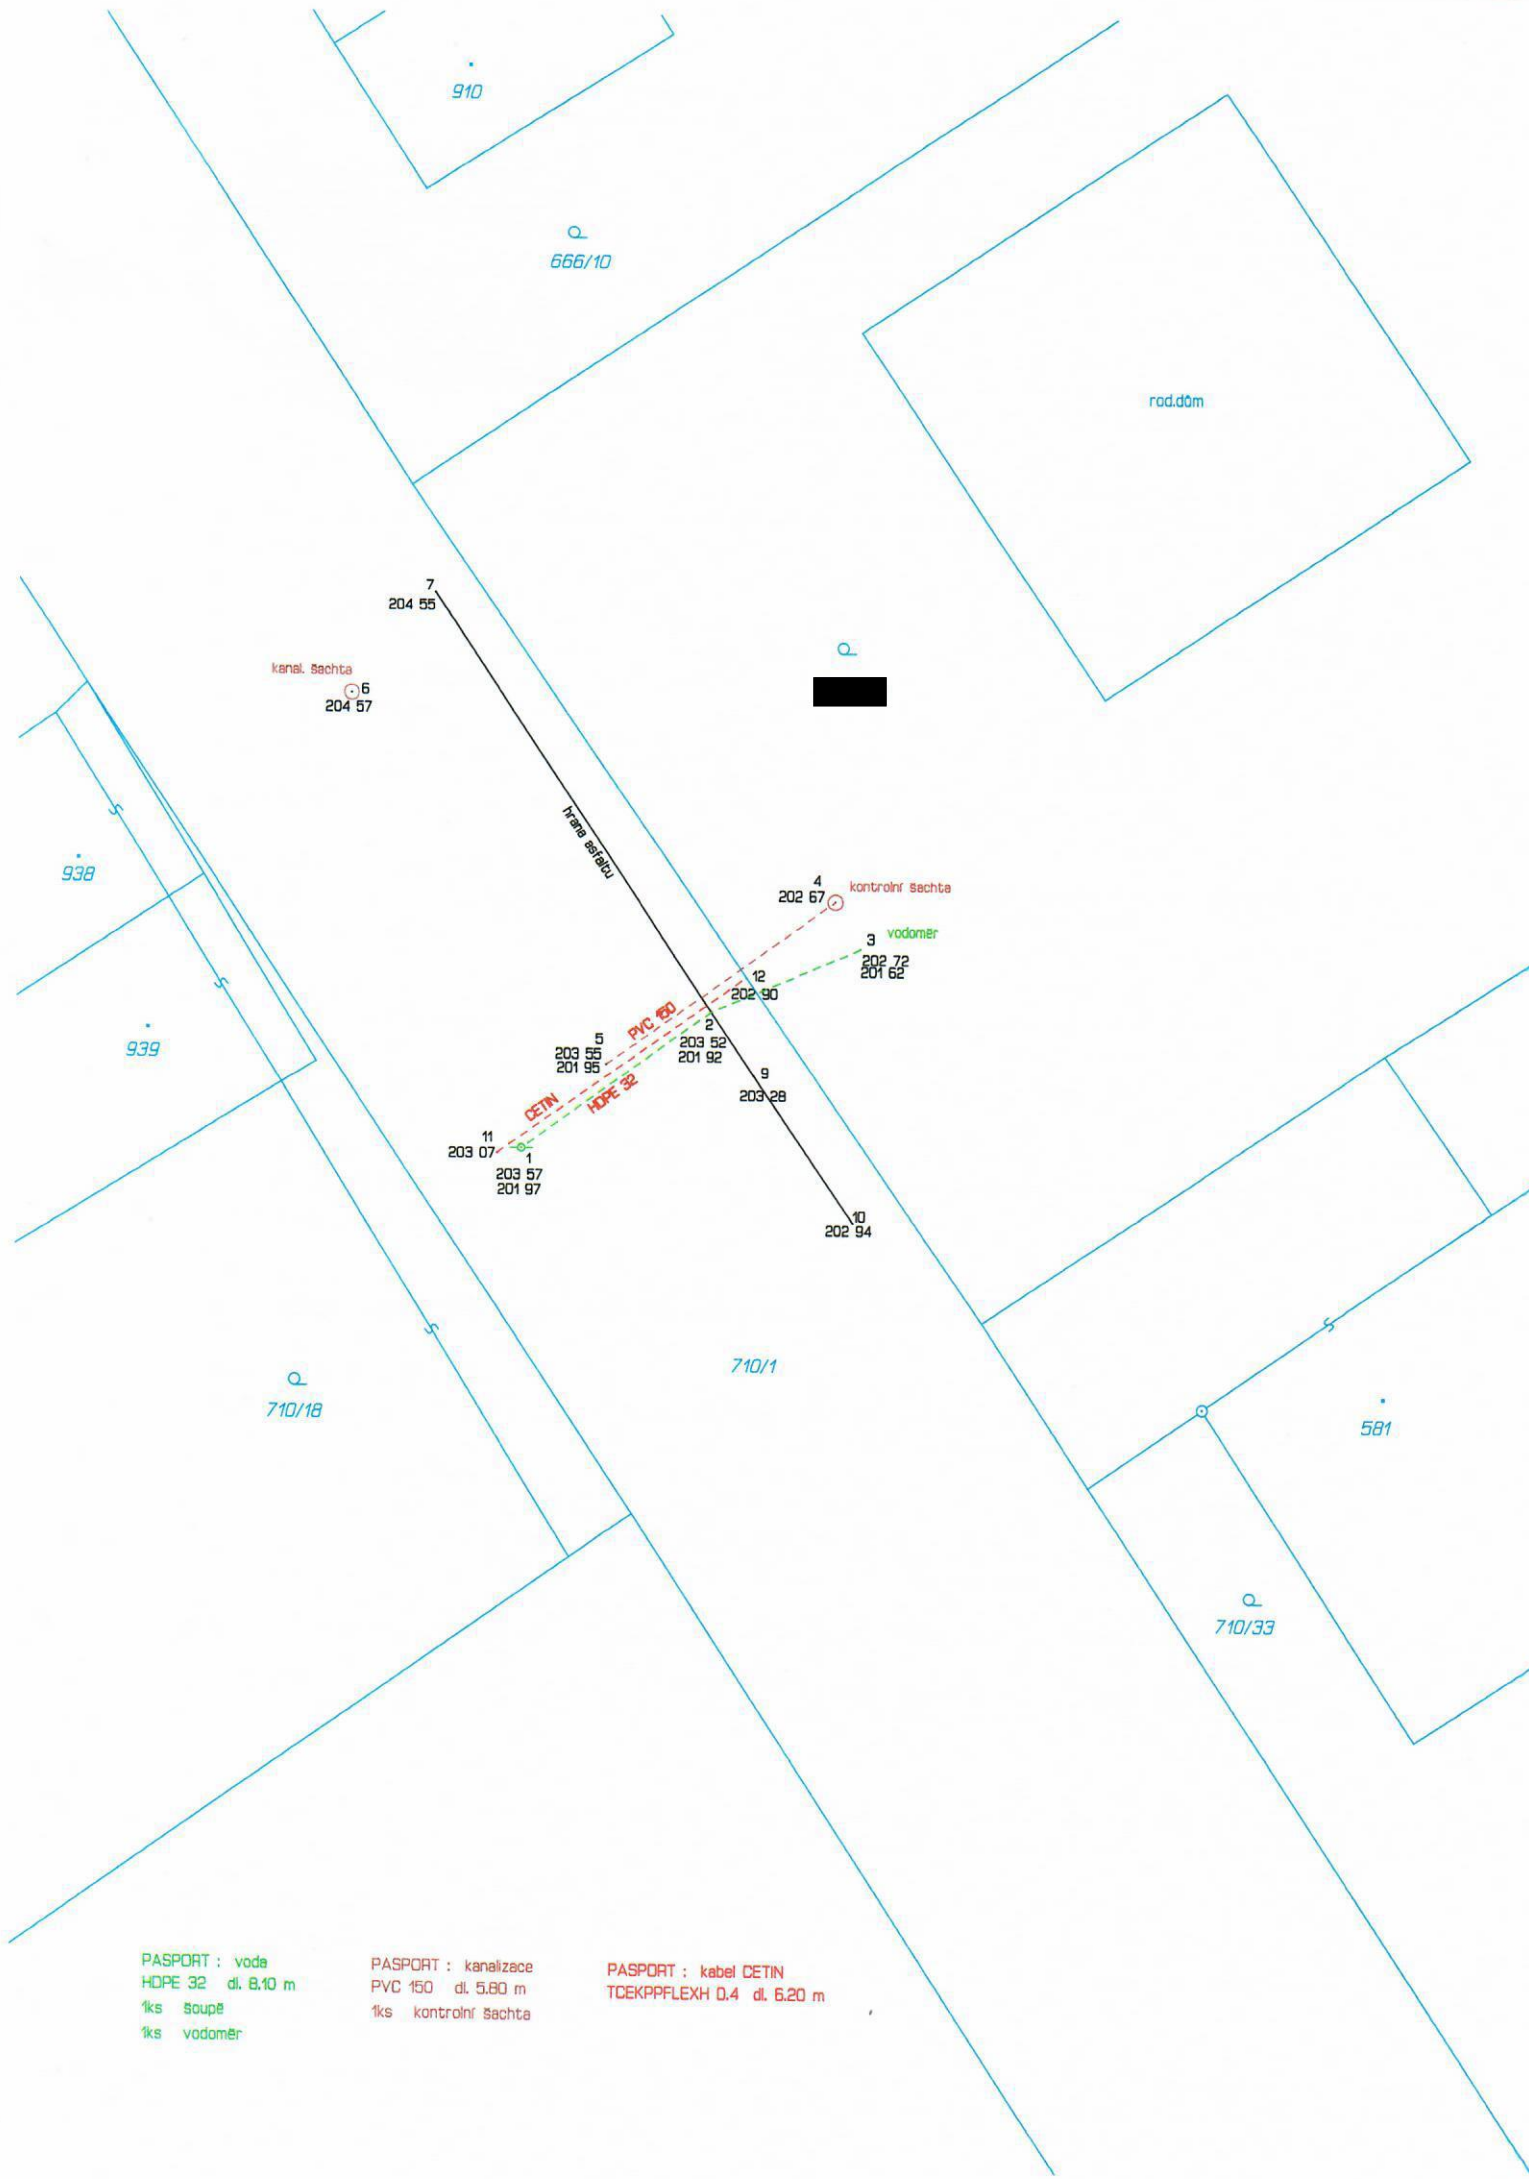 910
666/10
rod.dům
7
204 55
kanal. šachta
6
204 57
hrana asfaltu
938
4
202 67
kontrolní šachta
vodoměr
3
202 72
201 62
12
202 90
PVC 150
2
203 52
201 92
5
203 55
201 95
939
9
203 28
HDPE 32
CETIN
11
203 07
1
203 57
201 97
10
202 94
710/1
710/18
581
710/33
PASPORT : voda
HDPE 32 dl. 8.10 m
1ks šoupě
1ks vodoměr
PASPORT : kanalizace
PVC 150 dl. 5.80 m
1ks kontrolní šachta
PASPORT : kabel CETIN
TCEKPPFLEXH 0.4 dl. 6.20 m